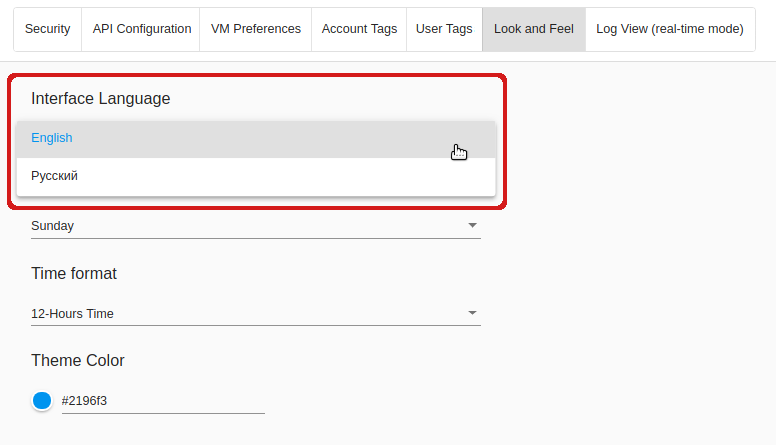 Security API Configuration VM Preferences Account Tags User Tags Look and Feel Log View (real-time mode)
Interface Language
English
Русский
Sunday
Time format
12-Hours Time
Theme Color
#2196f3